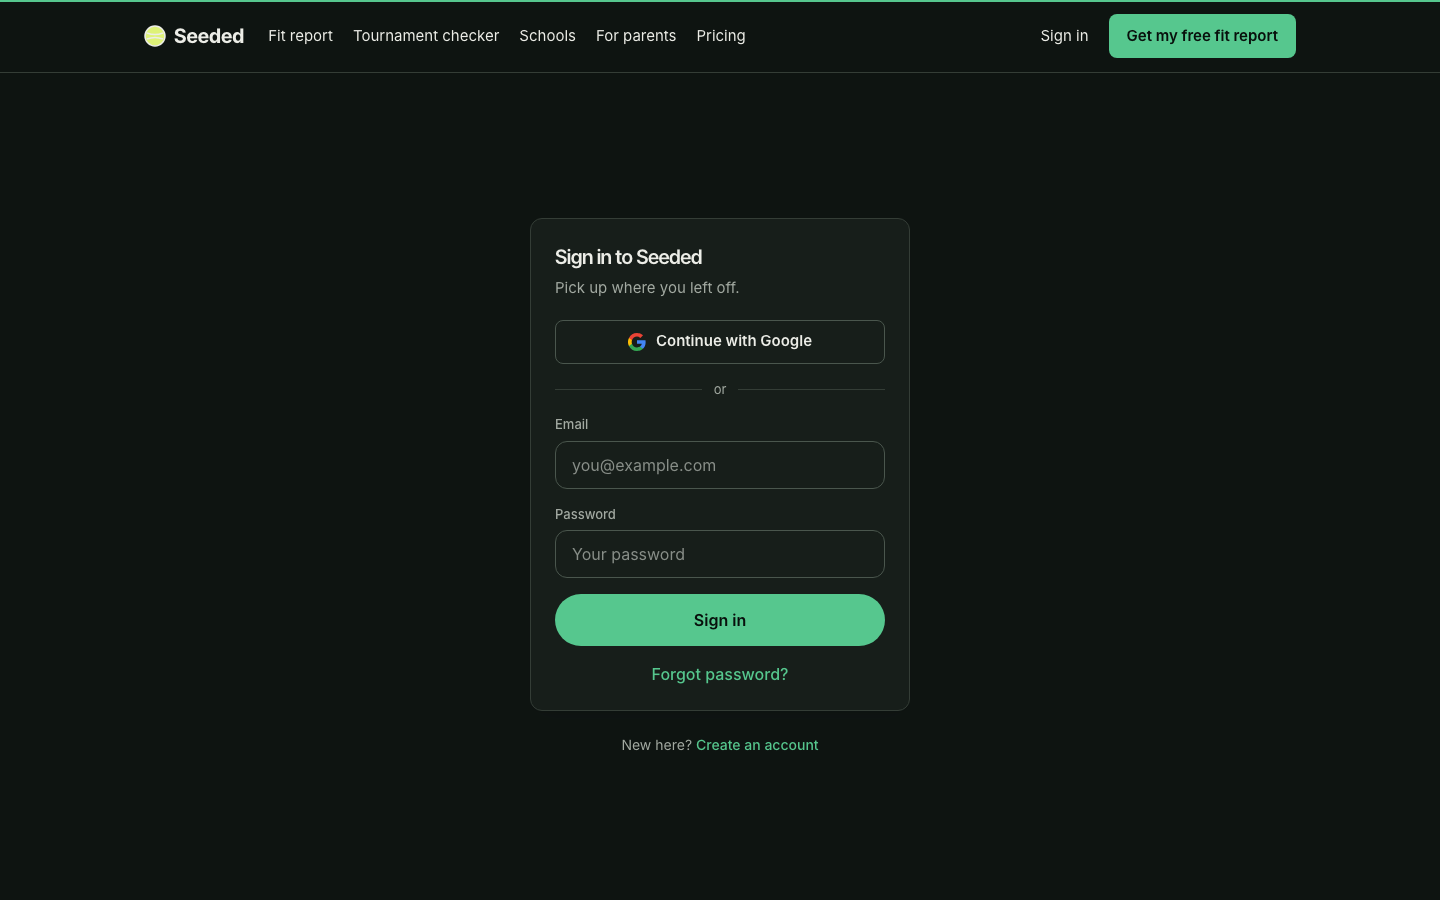 Seeded
Fit report
Tournament checker
Schools
For parents
Pricing
Sign in
Get my free fit report
Sign in to Seeded
Pick up where you left off.
Continue with Google
or
Email
you@example.com
Password
Your password
Sign in
Forgot password?
New here? Create an account